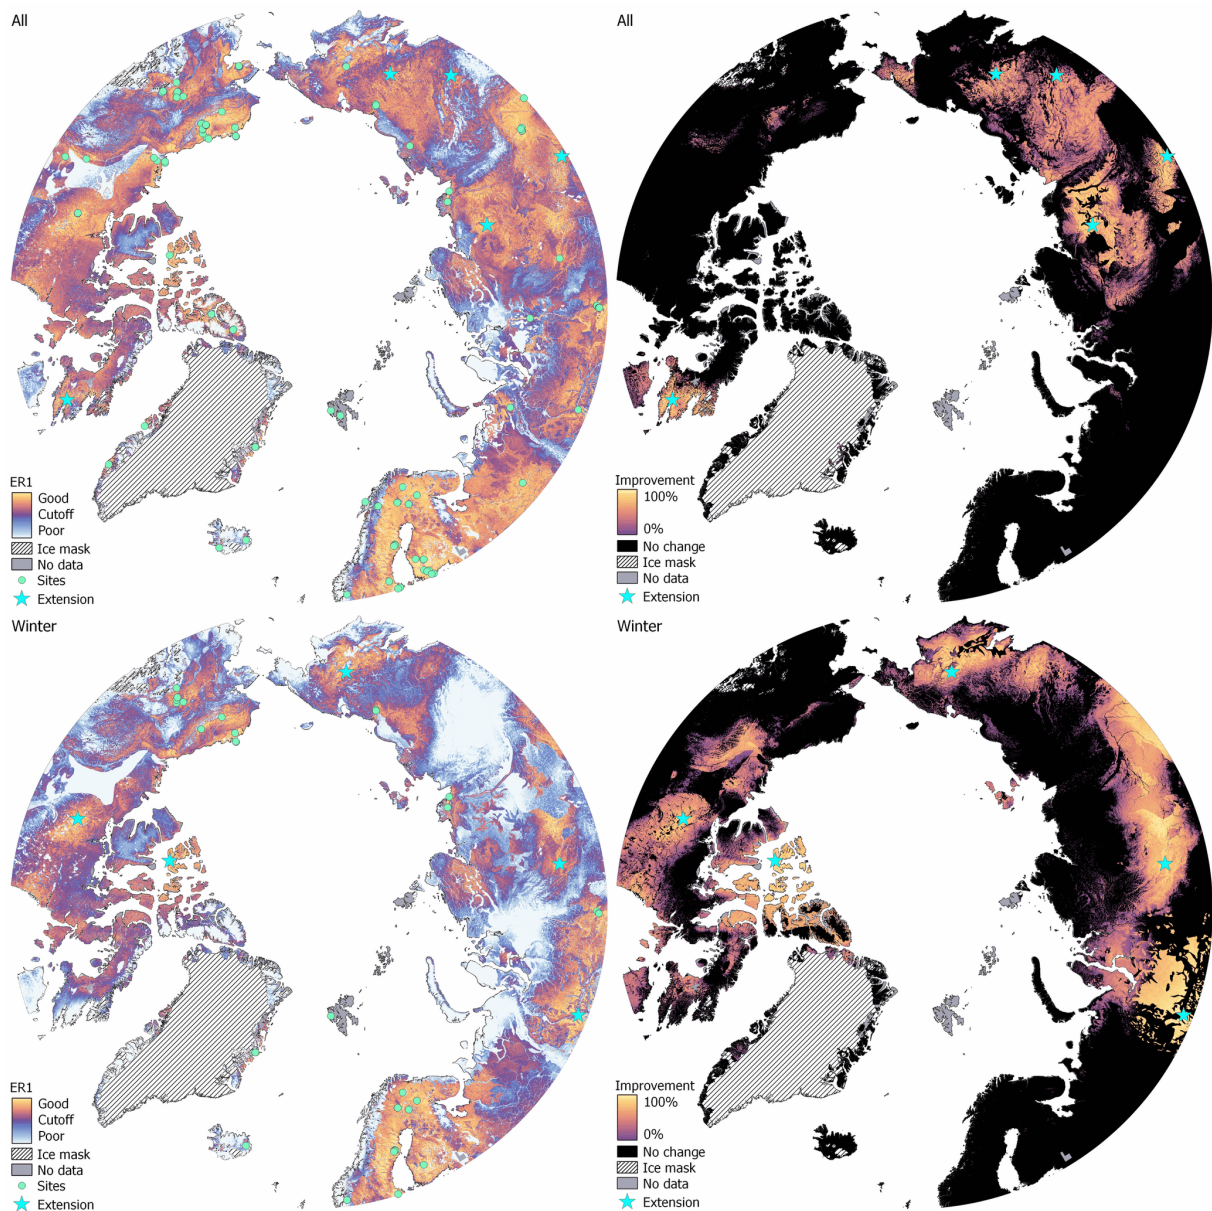 All
ER1
Good
Cutoff
Poor
Ice mask
No data
Sites
Extension
All
Improvement
100%
0%
No change
Ice mask
No data
Extension
Winter
ER1
Good
Cutoff
Poor
Ice mask
No data
Sites
Extension
Winter
Improvement
100%
0%
No change
Ice mask
No data
Extension